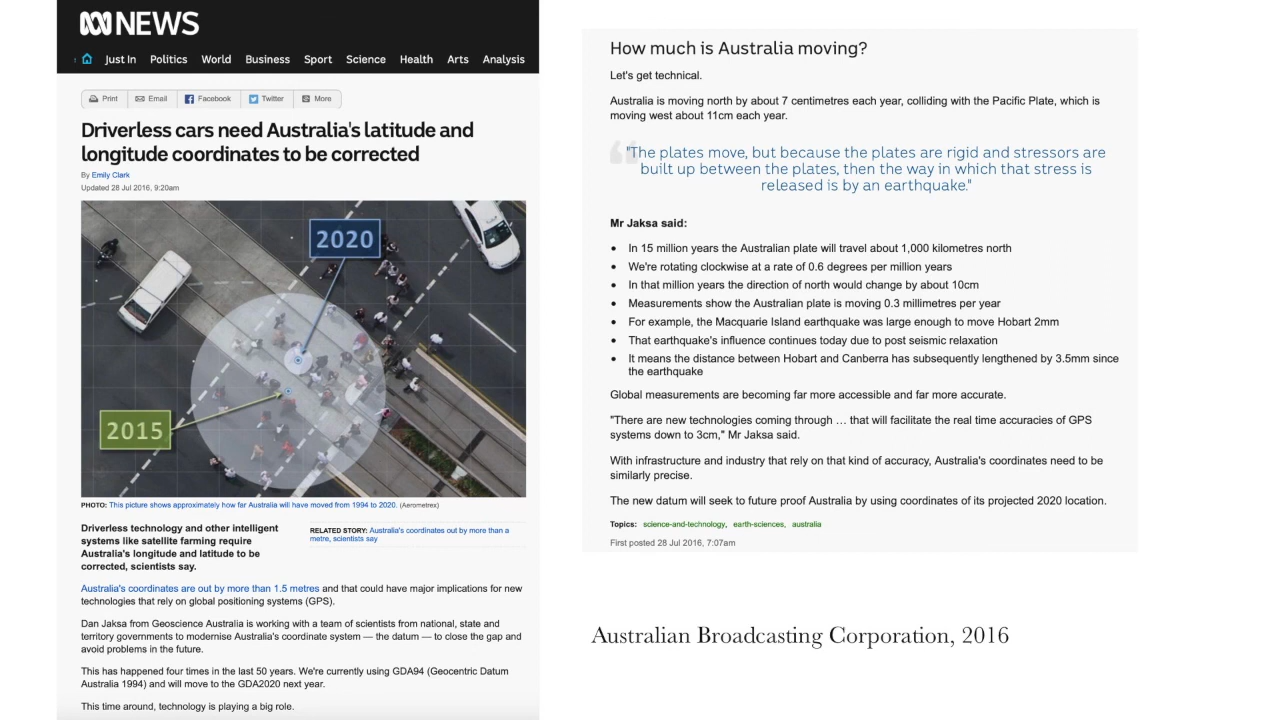 NEWS
Just In Politics World Business Sport Science Health Arts Analysis
Print Email Facebook Twitter More
Driverless cars need Australia's latitude and
longitude coordinates to be corrected
By Emily Clark
Updated 28 Jul 2016, 9:20am
2020
2015
PHOTO: This picture shows approximately how far Australia will have moved from 1994 to 2020. (Aerometrex)
Driverless technology and other intelligent
systems like satellite farming require
Australia's longitude and latitude to be
corrected, scientists say.
RELATED STORY: Australia's coordinates out by more than a
metre, scientists say
Australia's coordinates are out by more than 1.5 metres and that could have major implications for new
technologies that rely on global positioning systems (GPS).
Dan Jaksa from Geoscience Australia is working with a team of scientists from national, state and
territory governments to modernise Australia's coordinate system — the datum — to close the gap and
avoid problems in the future.
This has happened four times in the last 50 years. We're currently using GDA94 (Geocentric Datum
Australia 1994) and will move to the GDA2020 next year.
This time around, technology is playing a big role.
How much is Australia moving?
Let's get technical.
Australia is moving north by about 7 centimetres each year, colliding with the Pacific Plate, which is
moving west about 11cm each year.
"The plates move, but because the plates are rigid and stressors are
built up between the plates, then the way in which that stress is
released is by an earthquake."
Mr Jaksa said:
• In 15 million years the Australian plate will travel about 1,000 kilometres north
• We're rotating clockwise at a rate of 0.6 degrees per million years
• In that million years the direction of north would change by about 10cm
• Measurements show the Australian plate is moving 0.3 millimetres per year
• For example, the Macquarie Island earthquake was large enough to move Hobart 2mm
• That earthquake's influence continues today due to post seismic relaxation
• It means the distance between Hobart and Canberra has subsequently lengthened by 3.5mm since
the earthquake
Global measurements are becoming far more accessible and far more accurate.
"There are new technologies coming through ... that will facilitate the real time accuracies of GPS
systems down to 3cm," Mr Jaksa said.
With infrastructure and industry that rely on that kind of accuracy, Australia's coordinates need to be
similarly precise.
The new datum will seek to future proof Australia by using coordinates of its projected 2020 location.
Topics: science-and-technology, earth-sciences, australia
First posted 28 Jul 2016, 7:07am
Australian Broadcasting Corporation, 2016